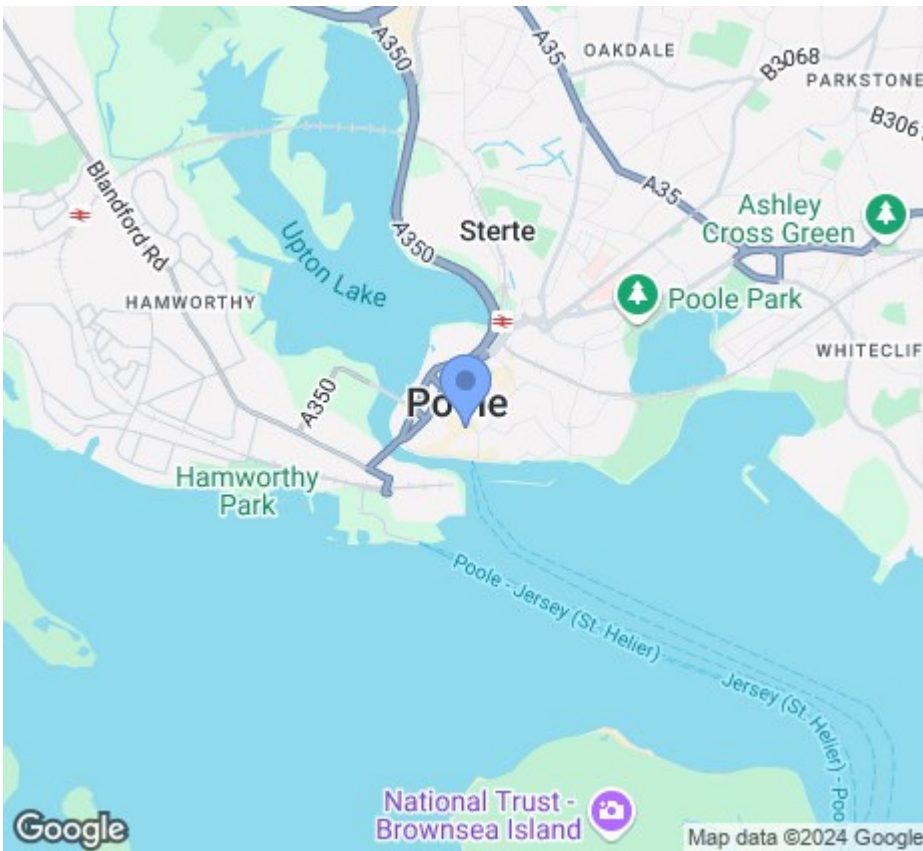 A350
A35
OAKDALE
B3068
PARKSTONE
B306
Blandford Rd
A35
Ashley
Cross Green
Upton Lake
A350
Sterte
Poole Park
HAMWORTHY
WHITECLIF
A350
Poole
Hamworthy
Park
Poole - Jersey (St. Helier)
Jersey (St. Helier) - Poo
National Trust -
Brownsea Island
Google
Map data ©2024 Google